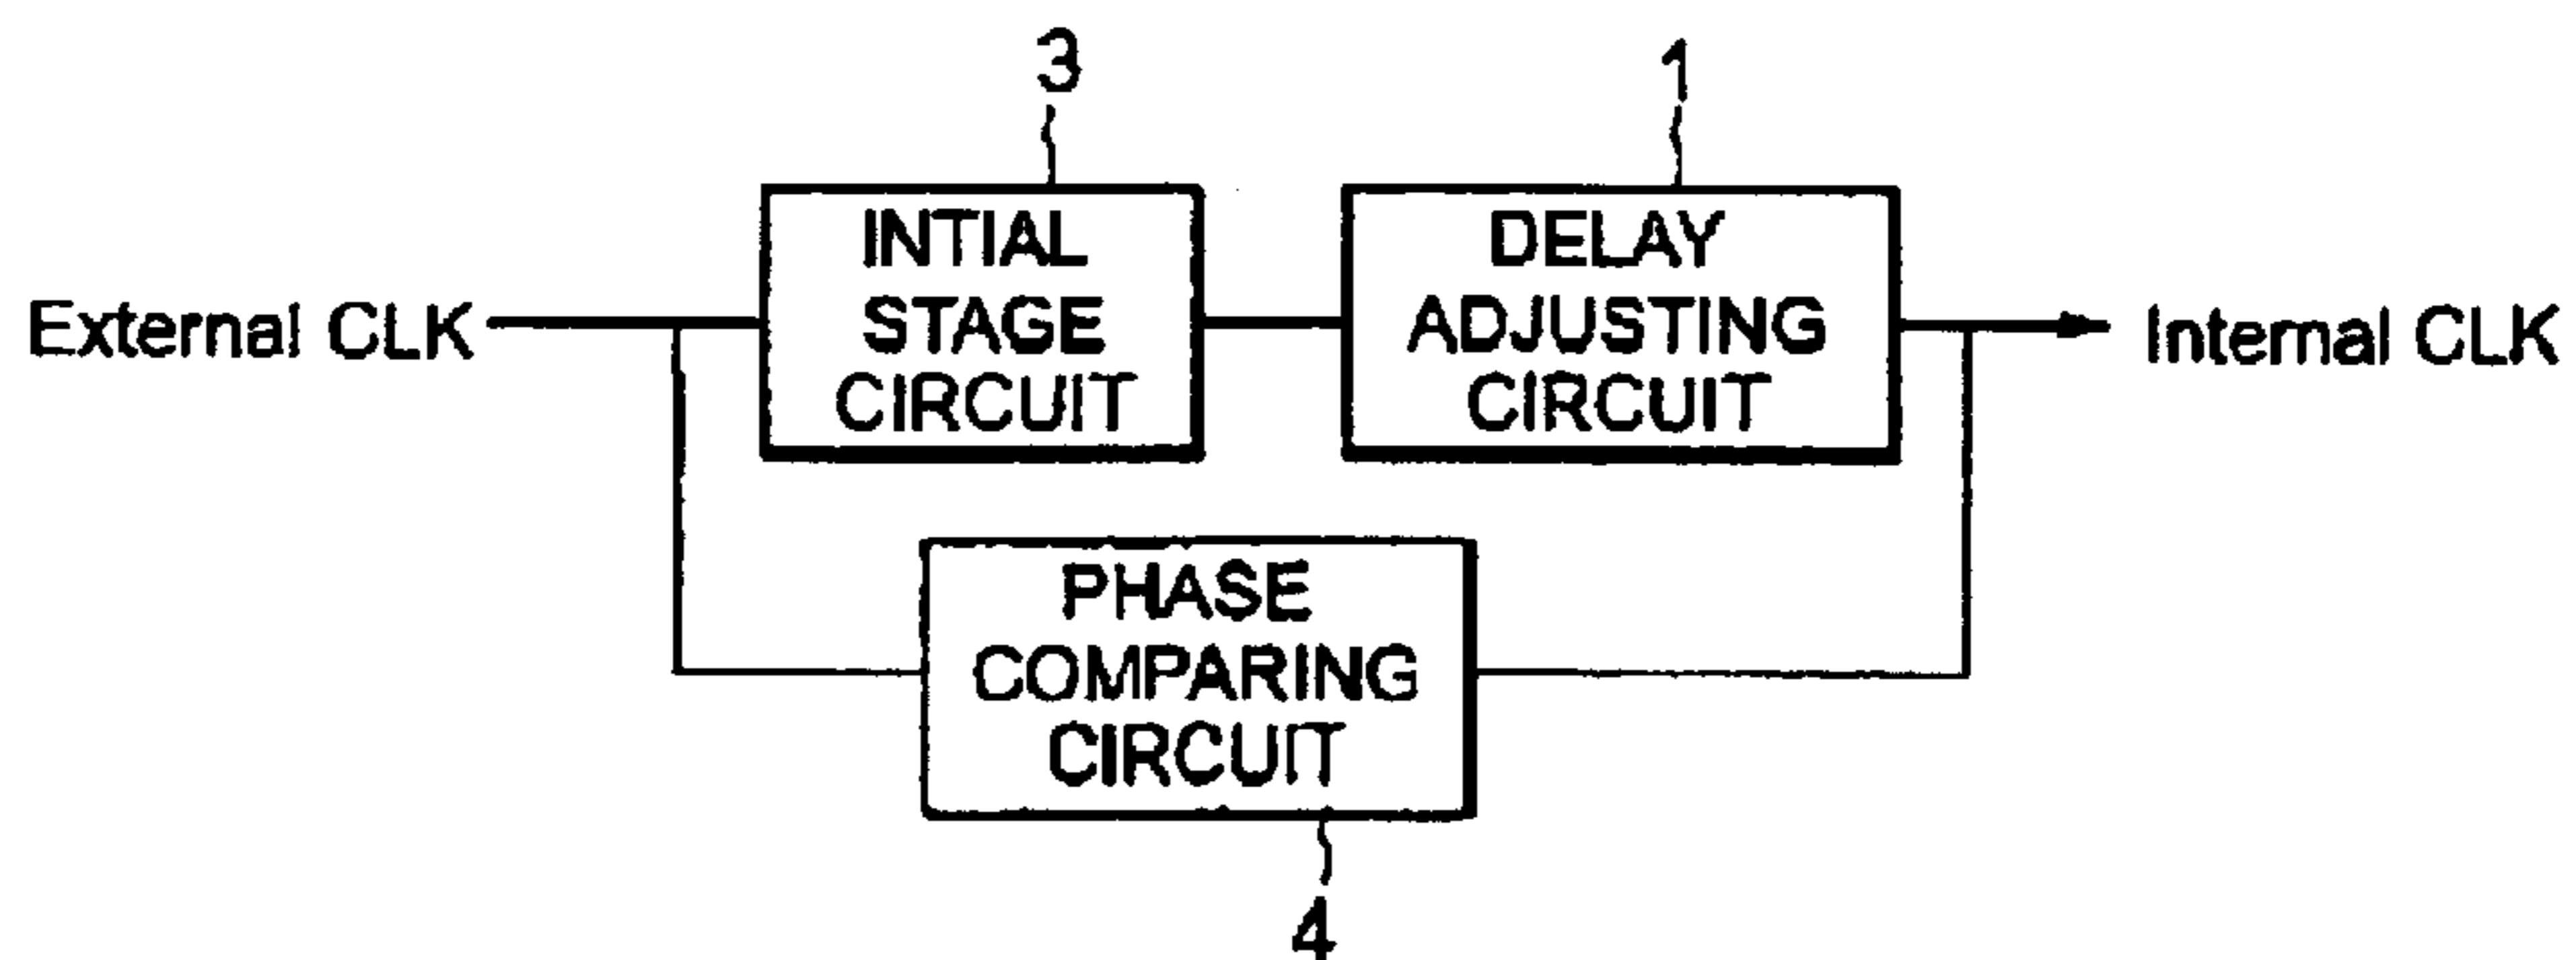 3
1
INTIAL
STAGE
CIRCUIT
DELAY
ADJUSTING
CIRCUIT
External CLK
Internal CLK
PHASE
COMPARING
CIRCUIT
4